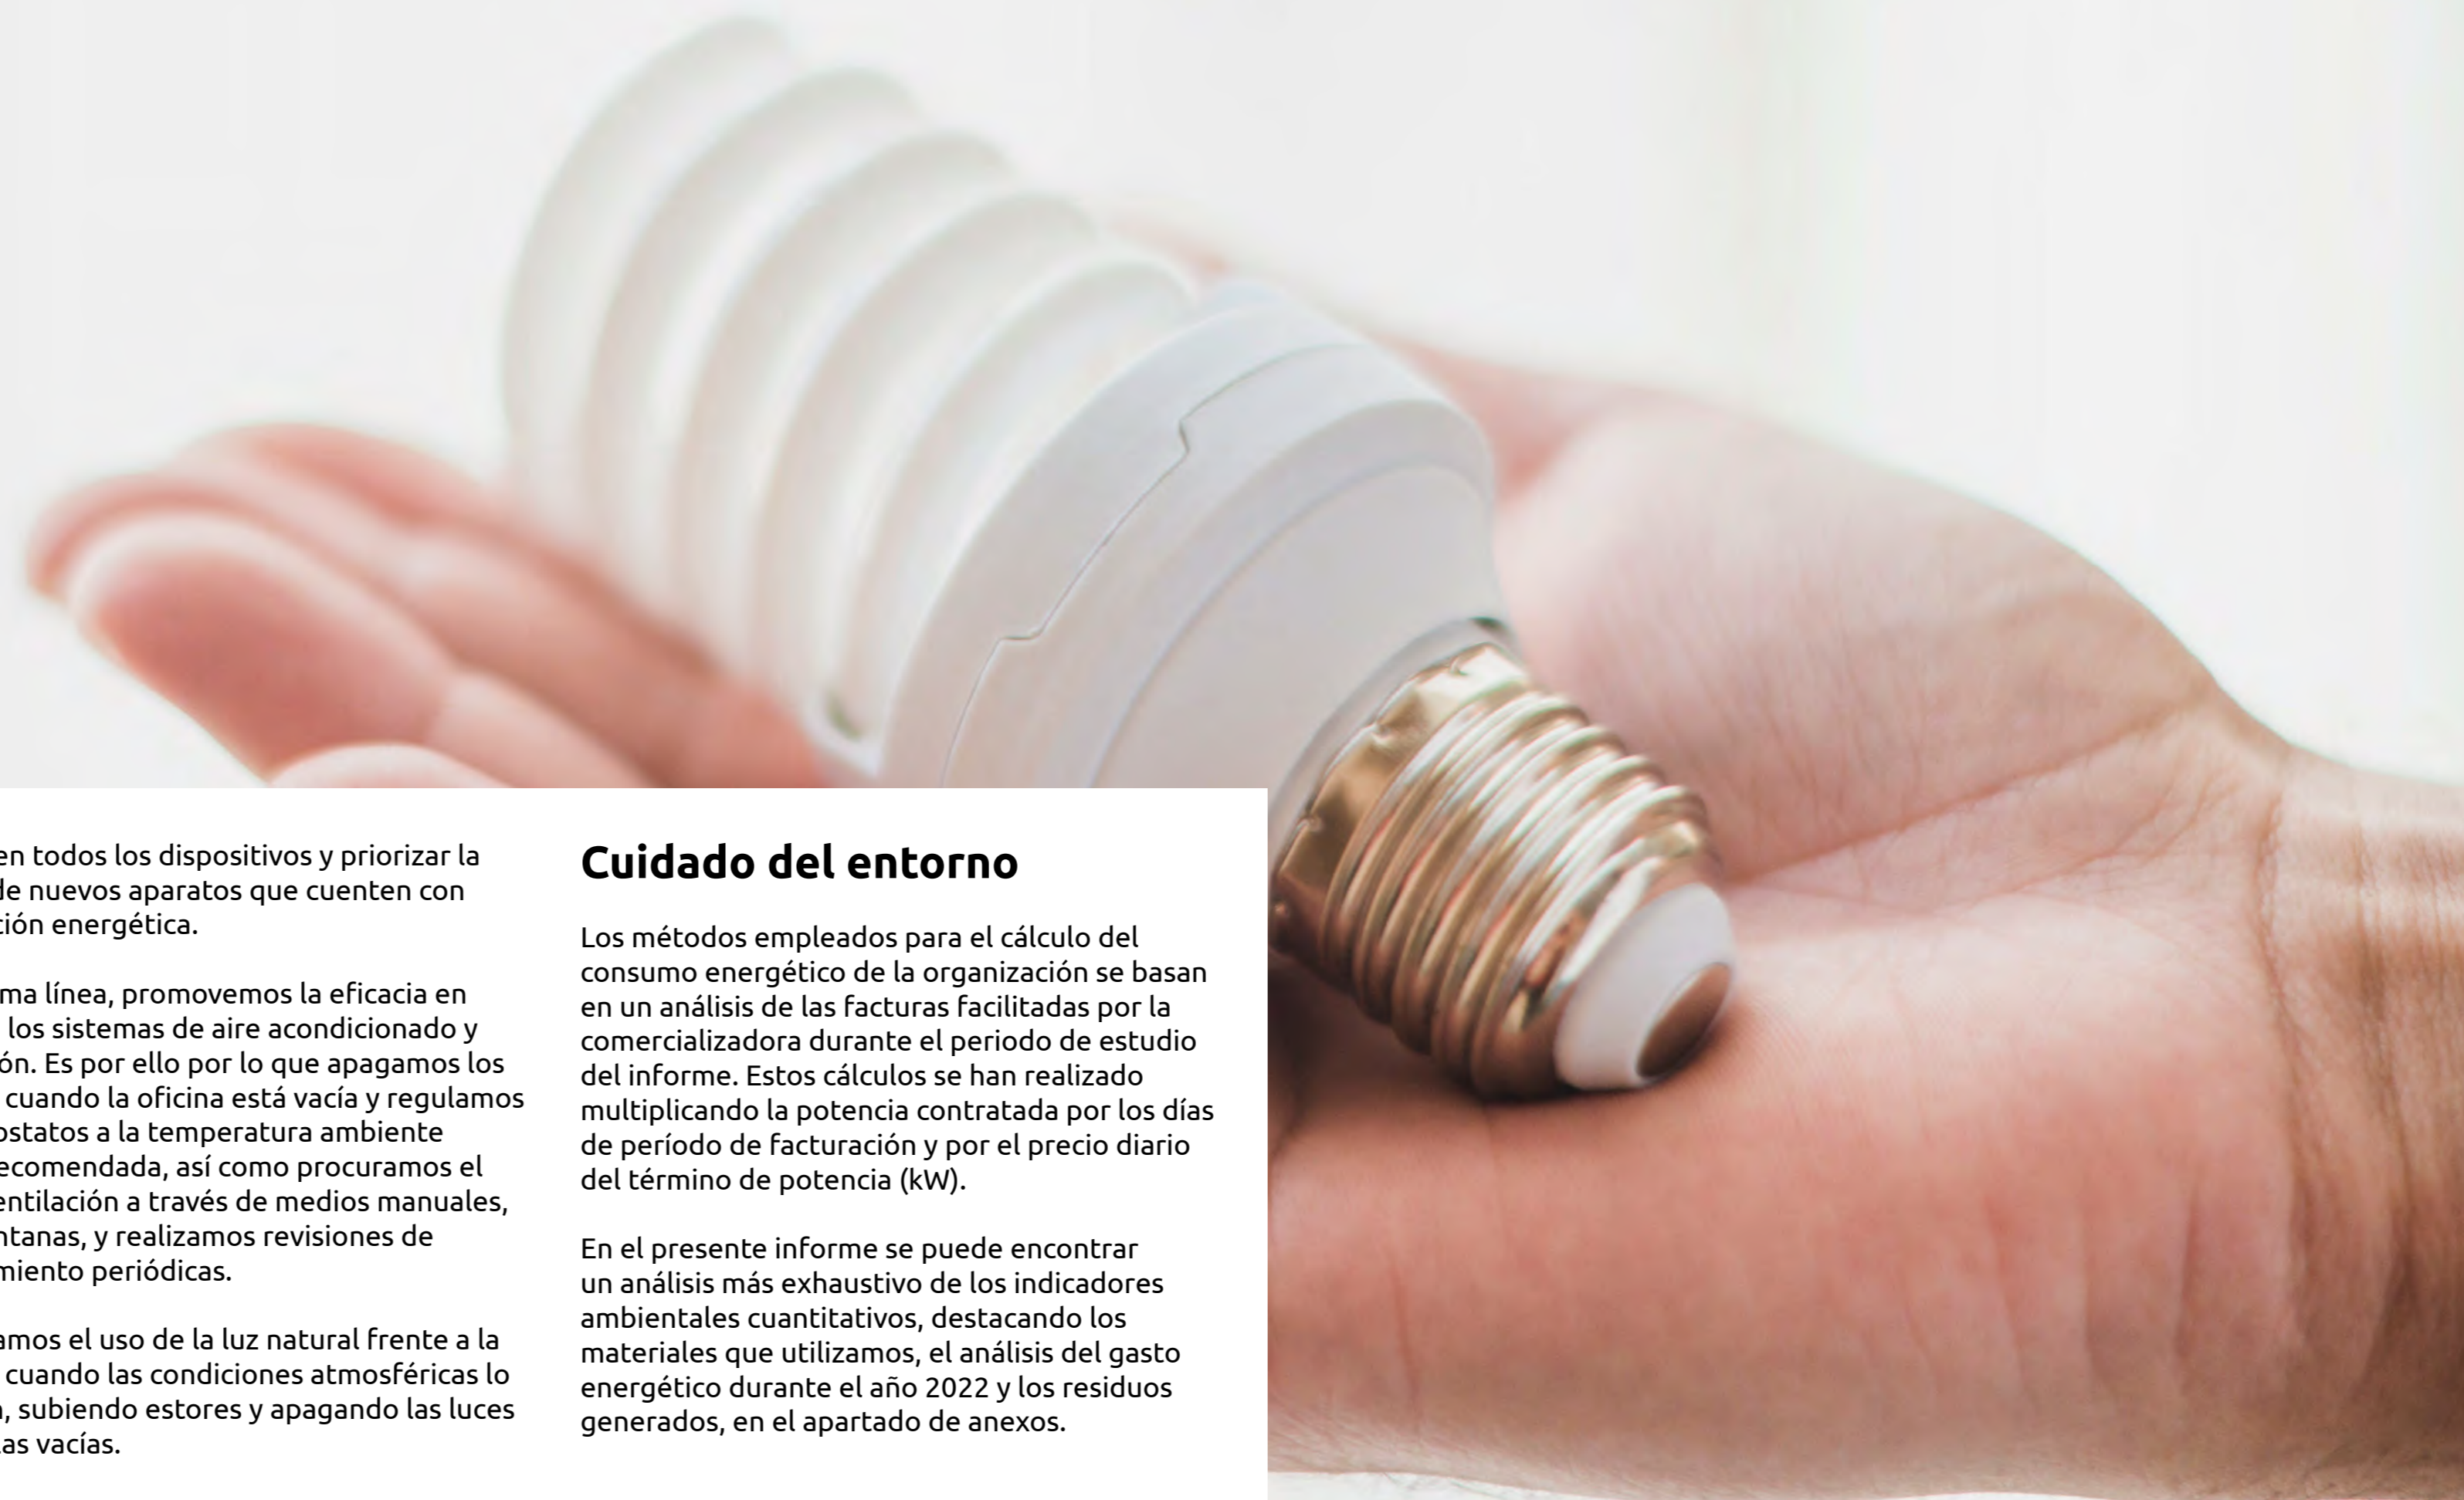 en todos los dispositivos y priorizar la
de nuevos aparatos que cuenten con
ción energética.
ma línea, promovemos la eficacia en
los sistemas de aire acondicionado y
ón. Es por ello por lo que apagamos los
cuando la oficina está vacía y regulamos
ostatos a la temperatura ambiente
ecomendada, así como procuramos el
entilación a través de medios manuales,
ntanas, y realizamos revisiones de
miento periódicas.
amos el uso de la luz natural frente a la
cuando las condiciones atmosféricas lo
, subiendo estores y apagando las luces
as vacías.
Cuidado del entorno
Los métodos empleados para el cálculo del
consumo energético de la organización se basan
en un análisis de las facturas facilitadas por la
comercializadora durante el periodo de estudio
del informe. Estos cálculos se han realizado
multiplicando la potencia contratada por los días
de período de facturación y por el precio diario
del término de potencia (kW).
En el presente informe se puede encontrar
un análisis más exhaustivo de los indicadores
ambientales cuantitativos, destacando los
materiales que utilizamos, el análisis del gasto
energético durante el año 2022 y los residuos
generados, en el apartado de anexos.